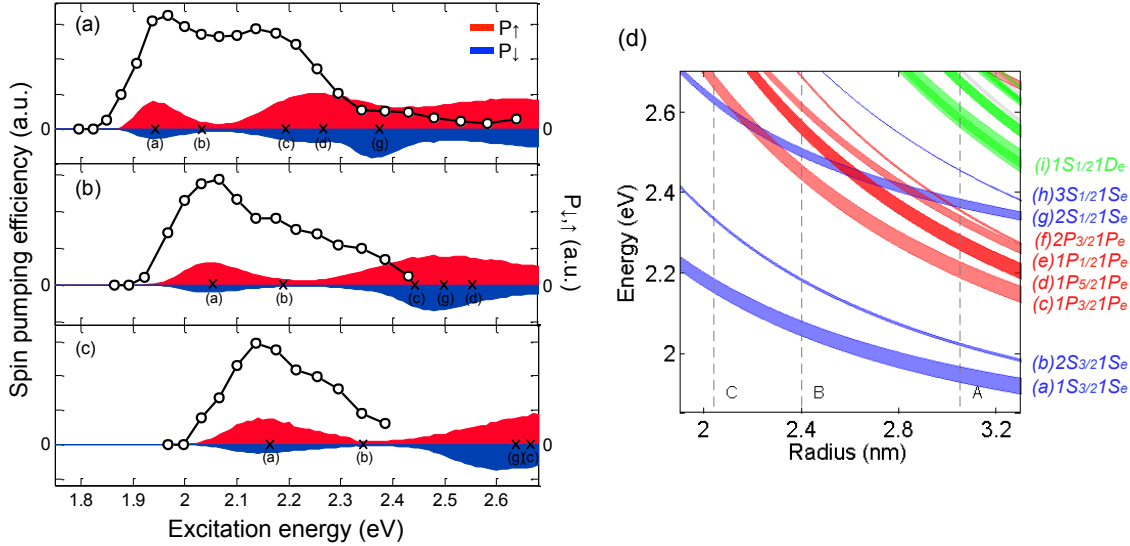 (a)
P↑
P↓
0
(a)
(b)
(c)
(d)
(g)
(b)
0
(a)
(b)
(c)
(g)
(d)
(c)
0
(a)
(b)
(g)
(c)
1.8 1.9 2 2.1 2.2 2.3 2.4 2.5 2.6
Excitation energy (eV)
Spin pumping efficiency (a.u.)
0
0
0
P↓,↑ (a.u.)
(d)
2.6
2.4
2.2
2
Energy (eV)
C
B
A
2 2.4 2.8 3.2
Radius (nm)
(i)1S1/21De
(h)3S1/21Se
(g)2S1/21Se
(f)2P3/21Pe
(e)1P1/21Pe
(d)1P5/21Pe
(c)1P3/21Pe
(b)2S3/21Se
(a)1S3/21Se